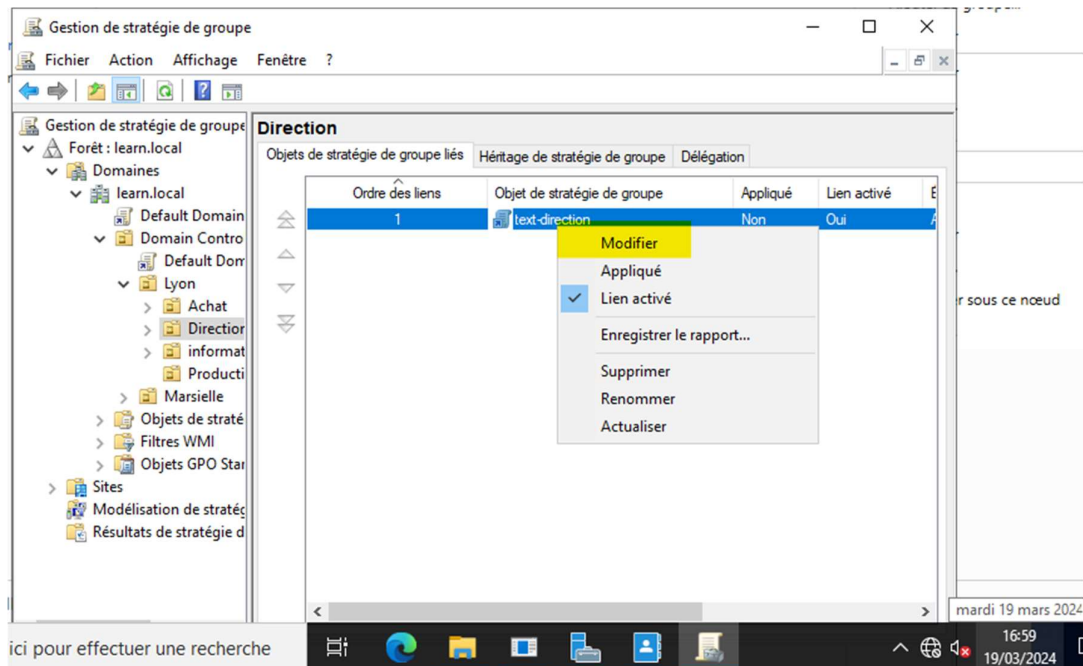 Gestion de stratégie de groupe
Fichier Action Affichage Fenêtre ?
Gestion de stratégie de groupe
Forêt : learn.local
Domaines
learn.local
Default Domain
Domain Contro
Default Dom
Lyon
Achat
Direction
informat
Producti
Marsielle
Objets de straté
Filtres WMI
Objets GPO Star
Sites
Modélisation de stratég
Résultats de stratégie d
Direction
Objets de stratégie de groupe liés Héritage de stratégie de groupe Délégation
Ordre des liens Objet de stratégie de groupe Appliqué Lien activé
1 text-direction Non Oui
Modifier
Appliqué
Lien activé
Enregistrer le rapport...
Supprimer
Renommer
Actualiser
r sous ce nœud
mardi 19 mars 2024
ici pour effectuer une recherche
16:59
19/03/2024